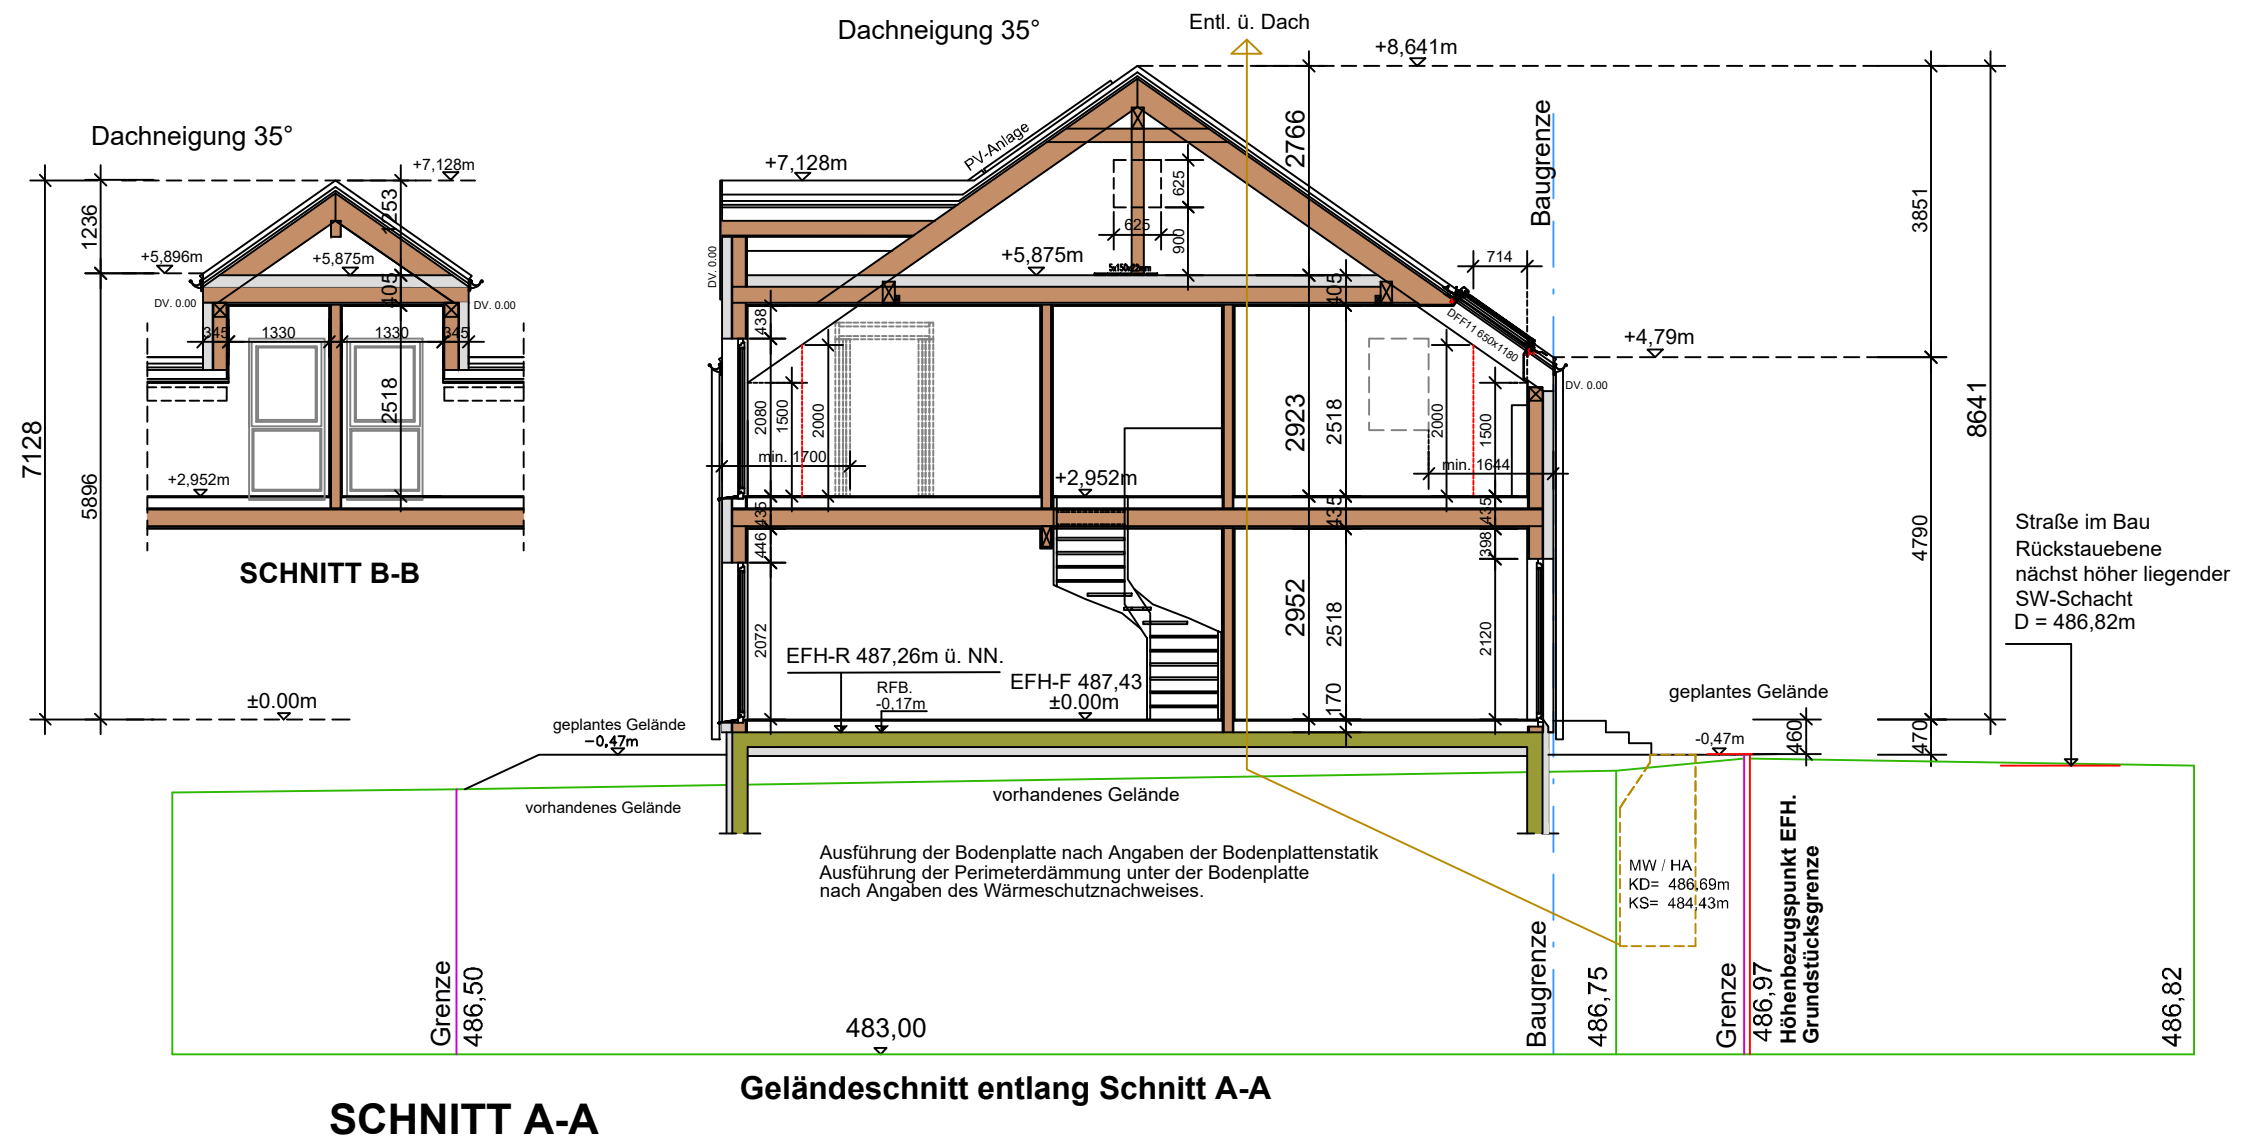 Dachneigung 35°
Entl. ü. Dach
+8,641m
Dachneigung 35°
+7,128m
1236
1253
+5,896m
+5,875m
405
DV. 0.00
DV. 0.00
345
1330
1330
345
2518
7128
5896
+2,952m
SCHNITT B-B
±0.00m
+7,128m
PV-Anlage
2766
625
625
900
Baugrenze
3851
DV. 0.00
+5,875m
5x150x22mm
405
714
438
DFF11 650x1180
+4,79m
DV. 0.00
2080
1500
2000
2923
2518
2000
1500
8641
min. 1700
min. 1644
+2,952m
435
435
435
446
398
4790
2952
2518
2072
2120
Straße im Bau
Rückstauebene
nächst höher liegender
SW-Schacht
D = 486,82m
EFH-R 487,26m ü. NN.
RFB.
-0,17m
EFH-F 487,43
±0.00m
170
geplantes Gelände
-0,47m
geplantes Gelände
-0,47m
460
470
vorhandenes Gelände
vorhandenes Gelände
Ausführung der Bodenplatte nach Angaben der Bodenplattenstatik
Ausführung der Perimeterdämmung unter der Bodenplatte
nach Angaben des Wärmeschutznachweises.
MW / HA
KD= 486,69m
KS= 484,43m
Grenze
486,50
483,00
Baugrenze
486,75
Grenze
486,97
Höhenbezugspunkt EFH.
Grundstücksgrenze
486,82
Geländeschnitt entlang Schnitt A-A
SCHNITT A-A